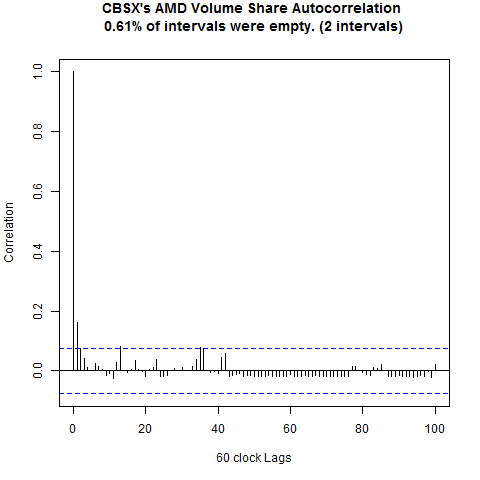 CBSX's AMD Volume Share Autocorrelation
0.61% of intervals were empty. (2 intervals)
Correlation
1.0
0.8
0.6
0.4
0.2
0.0
0 20 40 60 80 100
60 clock Lags